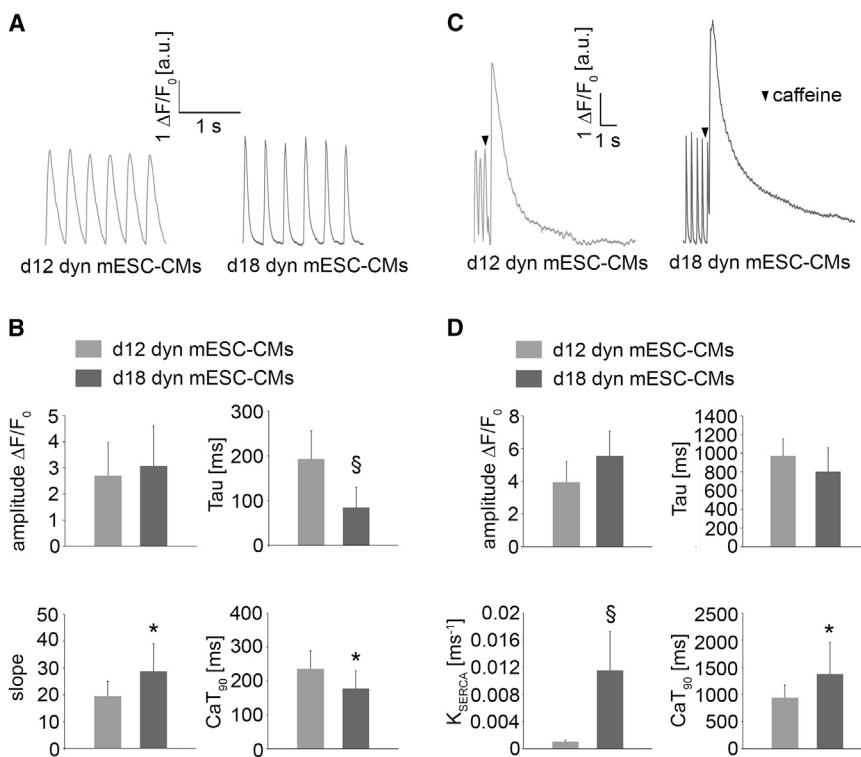 A
1 ΔF/F0 [a.u.]
1 s
d12 dyn mESC-CMs
d18 dyn mESC-CMs
C
1 ΔF/F0 [a.u.]
1 s
caffeine
d12 dyn mESC-CMs
d18 dyn mESC-CMs
B
d12 dyn mESC-CMs
d18 dyn mESC-CMs
amplitude ΔF/F0
5
4
3
2
1
0
Tau [ms]
300
200
100
0
§
slope
50
40
30
20
10
0
*
CaT90 [ms]
400
300
200
100
0
*
D
d12 dyn mESC-CMs
d18 dyn mESC-CMs
amplitude ΔF/F0
8
6
4
2
0
Tau [ms]
1400
1200
1000
800
600
400
200
0
KSERCA [ms-1]
0.02
0.016
0.012
0.008
0.004
0
§
CaT90 [ms]
2500
2000
1500
1000
500
0
*